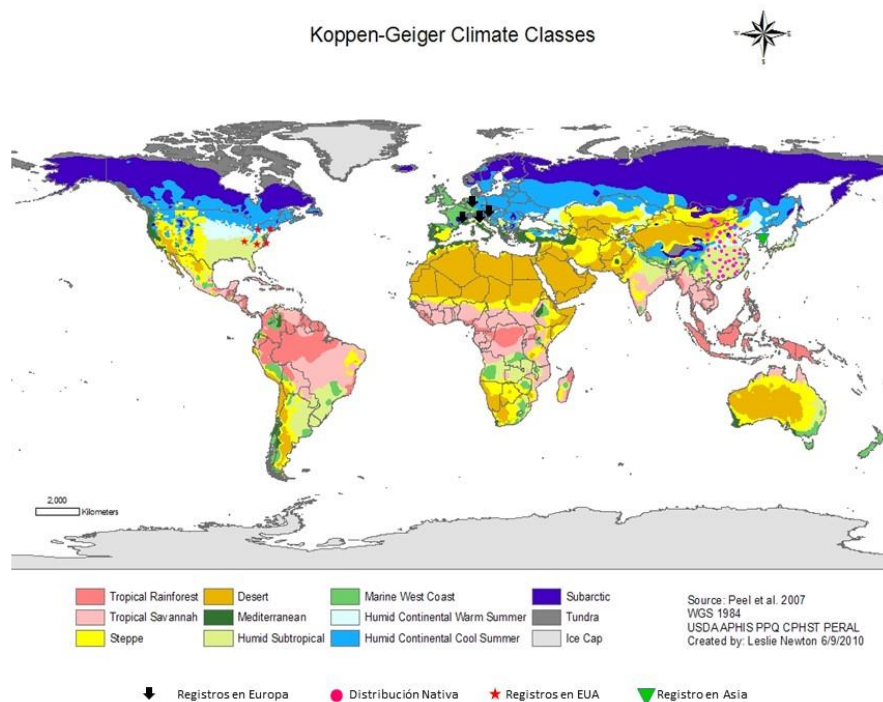 Koppen-Geiger Climate Classes
N
W
E
S
2,000
Kilometers
Tropical Rainforest
Desert
Marine West Coast
Subarctic
Tropical Savannah
Mediterranean
Humid Continental Warm Summer
Tundra
Steppe
Humid Subtropical
Humid Continental Cool Summer
Ice Cap
Source: Peel et al. 2007
WGS 1984
USDA APHIS PPQ CPHST PERAL
Created by: Leslie Newton 6/9/2010
Registros en Europa
Distribución Nativa
Registros en EUA
Registro en Asia